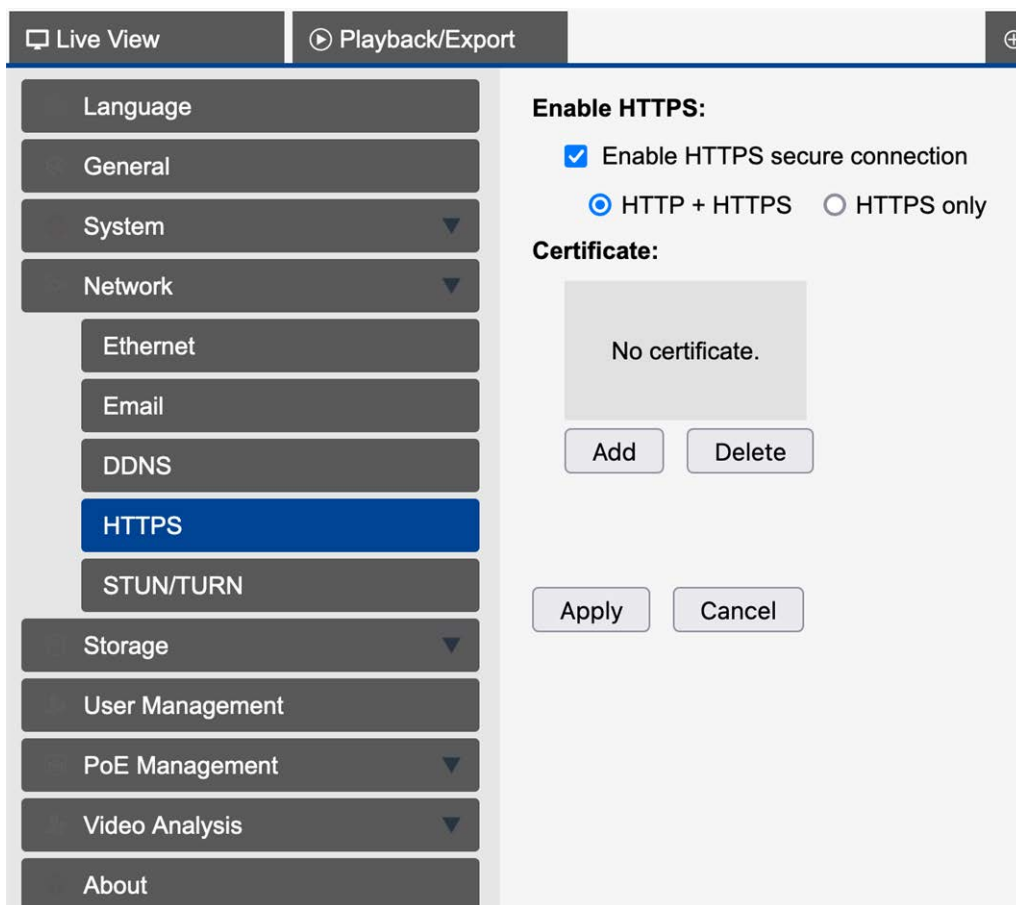 Live View
Playback/Export
Language
General
System
Network
Ethernet
Email
DDNS
HTTPS
STUN/TURN
Storage
User Management
PoE Management
Video Analysis
About
Enable HTTPS:
Enable HTTPS secure connection
HTTP + HTTPS
HTTPS only
Certificate:
No certificate.
Add
Delete
Apply
Cancel